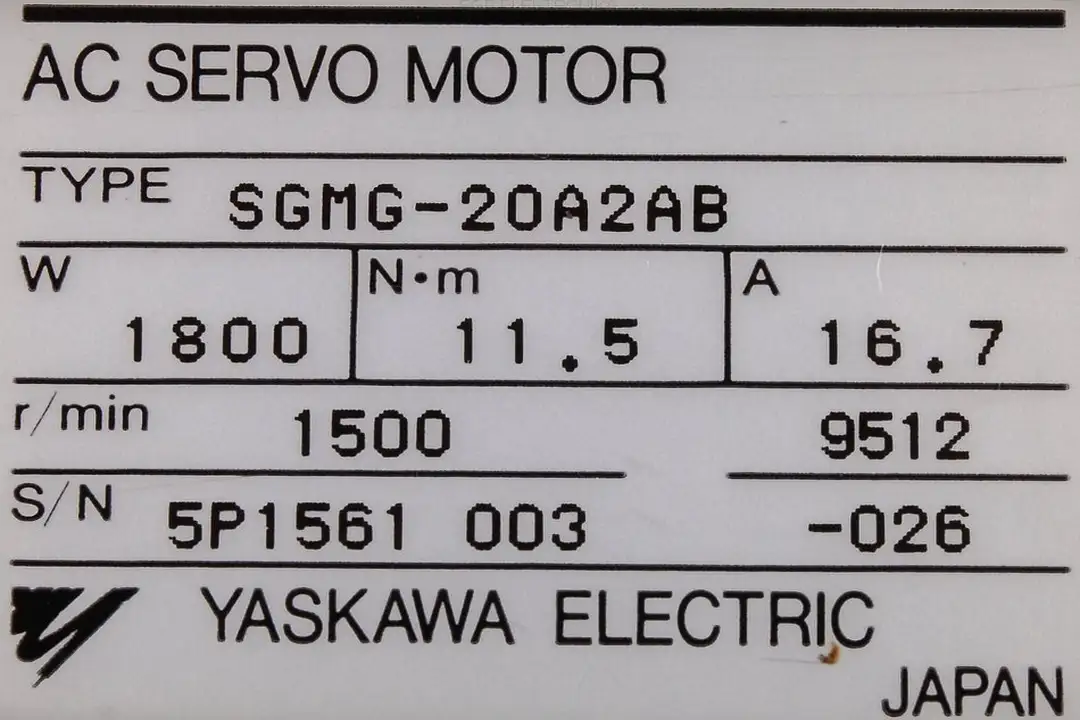 AC SERVO MOTOR
TYPE SGMG-20A2AB
W N·m A
1800 11.5 16.7
r/min 1500 9512
S/N 5P1561 003 -026
YASKAWA ELECTRIC
JAPAN